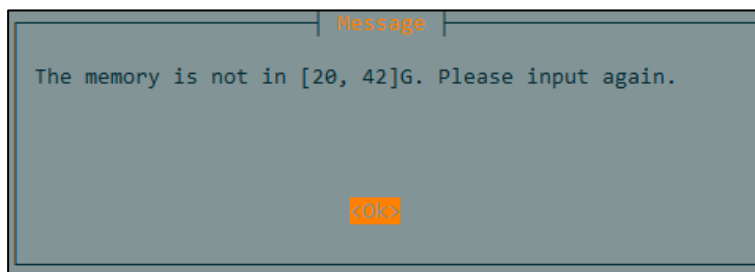 Message
The memory is not in [20, 42]G. Please input again.
<Ok>